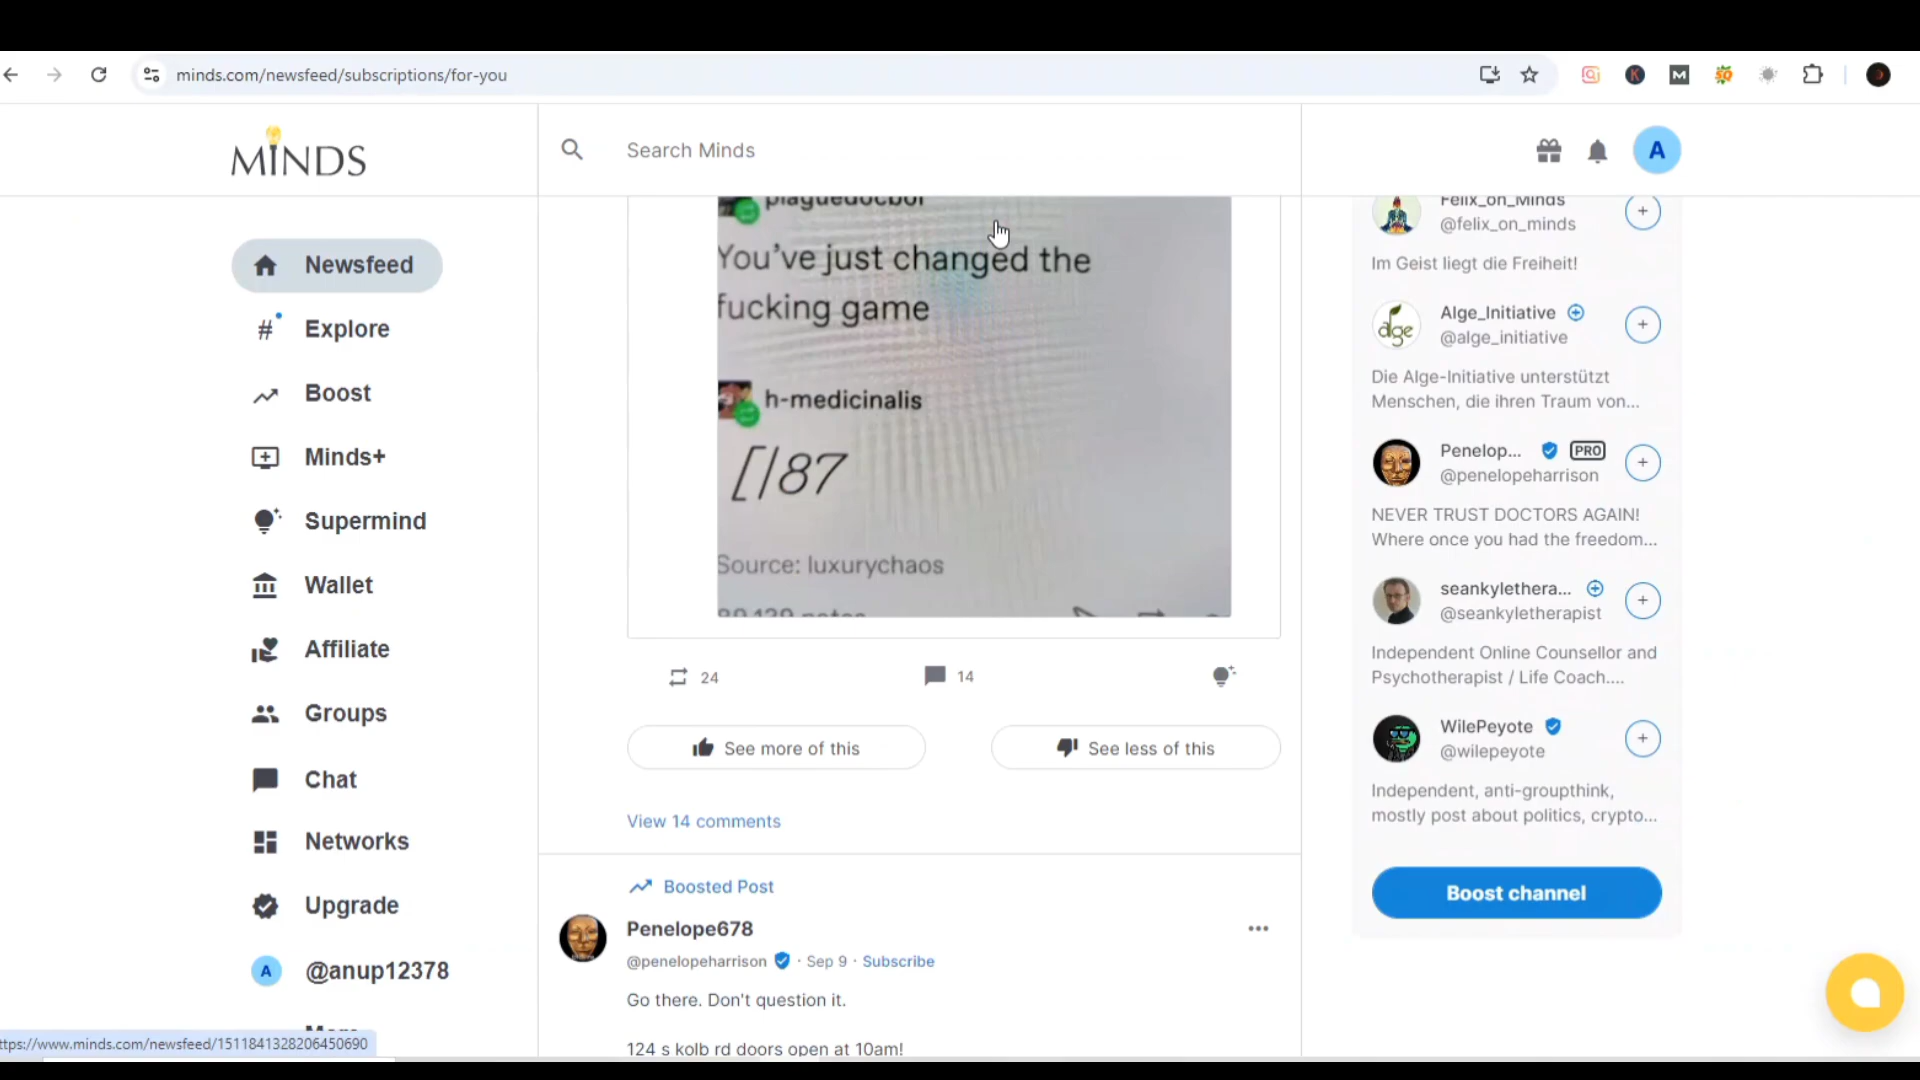 minds.com/newsfeed/subscriptions/for-you
MINDS
Search Minds
A
Newsfeed
# Explore
Boost
Minds+
Supermind
Wallet
Affiliate
Groups
Chat
Networks
Upgrade
A @anup12378
More
ttps://www.minds.com/newsfeed/1511841328206450690
plaguedocboi
You've just changed the
fucking game
h-medicinalis
[/87
Source: luxurychaos
24
14
See more of this
See less of this
View 14 comments
Boosted Post
Penelope678
@penelopeharrison · Sep 9 · Subscribe
Go there. Don't question it.
124 s kolb rd doors open at 10am!
Felix_on_Minds
@felix_on_minds
Im Geist liegt die Freiheit!
alge
Alge_Initiative
@alge_initiative
Die Alge-Initiative unterstützt
Menschen, die ihren Traum von...
Penelop... PRO
@penelopeharrison
NEVER TRUST DOCTORS AGAIN!
Where once you had the freedom...
seankylethera...
@seankyletherapist
Independent Online Counsellor and
Psychotherapist / Life Coach....
WilePeyote
@wilepeyote
Independent, anti-groupthink,
mostly post about politics, crypto...
Boost channel